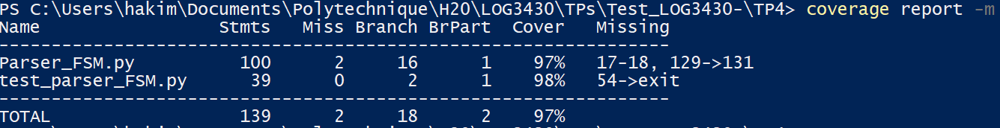 PS C:\Users\hakim\Documents\Polytechnique\H20\LOG3430\TPs\Test_LOG3430-\TP4> coverage report -m
Name                   Stmts   Miss Branch BrPart  Cover   Missing
------------------------------------------------------------------
Parser_FSM.py            100      2     16      1    97%   17-18, 129->131
test_parser_FSM.py        39      0      2      1    98%   54->exit
------------------------------------------------------------------
TOTAL                    139      2     18      2    97%